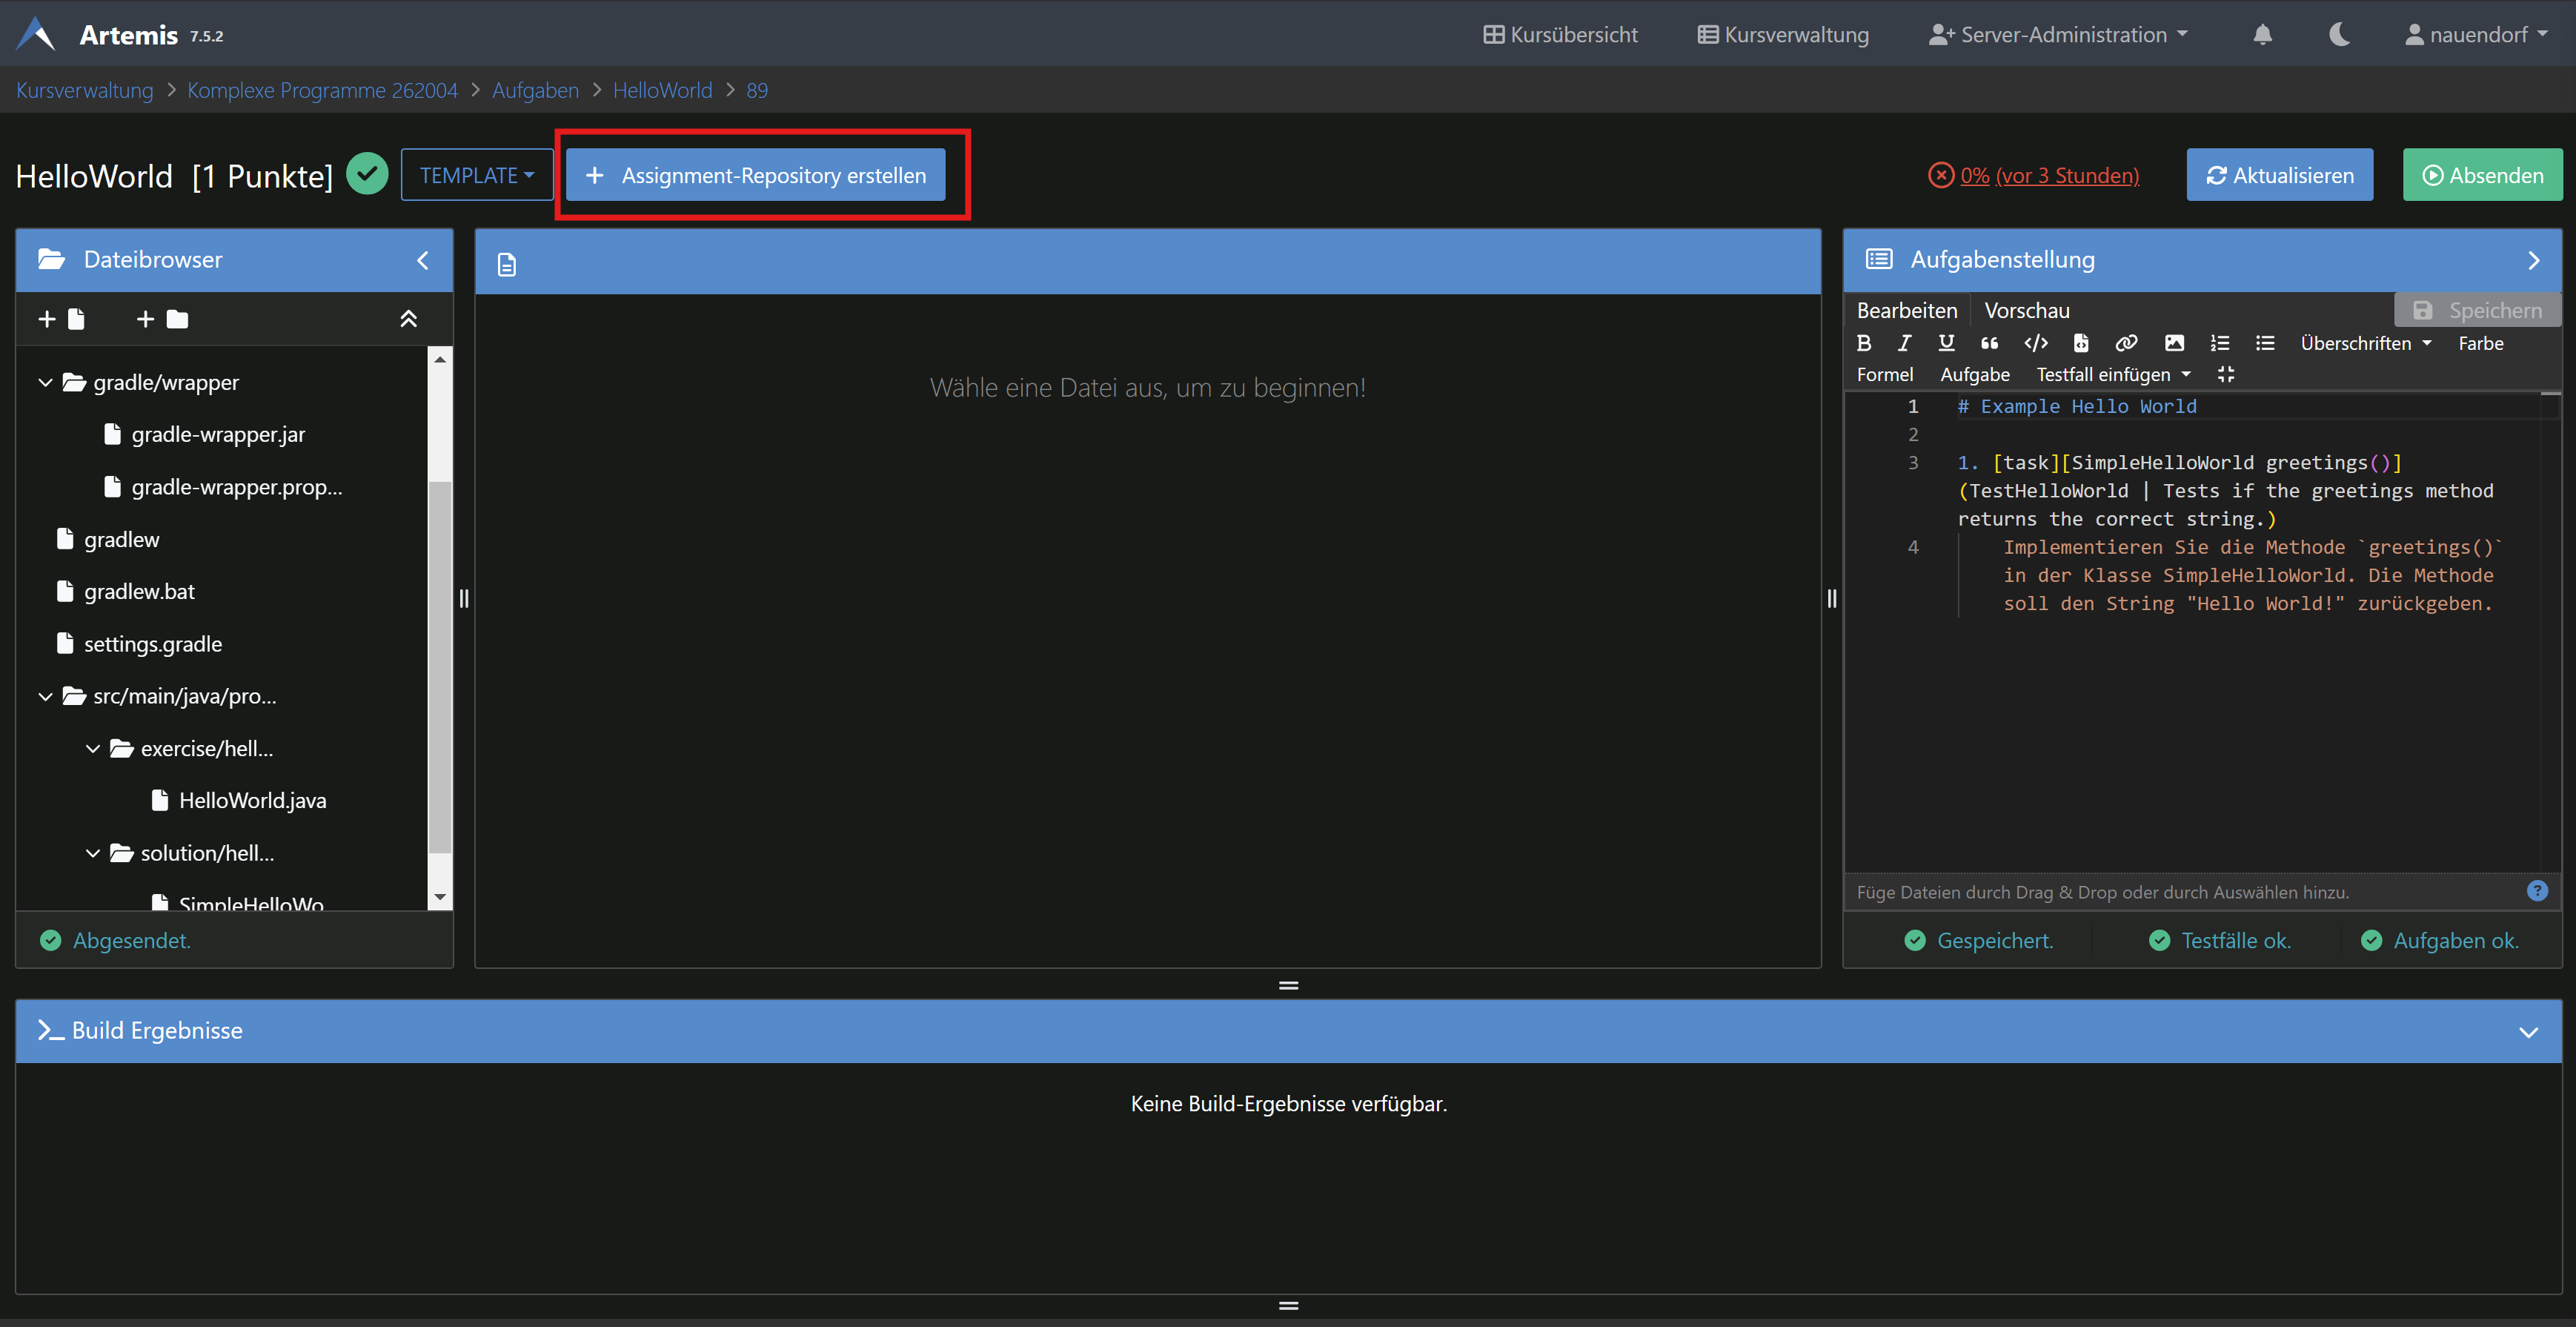 Artemis 7.5.2
Kursübersicht
Kursverwaltung
Server-Administration
nauendorf
Kursverwaltung > Komplexe Programme 262004 > Aufgaben > HelloWorld > 89
HelloWorld [1 Punkte]
TEMPLATE
+ Assignment-Repository erstellen
0% (vor 3 Stunden)
Aktualisieren
Absenden
Dateibrowser
gradle/wrapper
gradle-wrapper.jar
gradle-wrapper.prop...
gradlew
gradlew.bat
settings.gradle
src/main/java/pro...
exercise/hell...
HelloWorld.java
solution/hell...
SimpleHelloWo
Abgesendet.
Wähle eine Datei aus, um zu beginnen!
Aufgabenstellung
Bearbeiten
Vorschau
Speichern
Überschriften
Farbe
Formel
Aufgabe
Testfall einfügen
1 # Example Hello World
2
3 1. [task][SimpleHelloWorld greetings()]
(TestHelloWorld | Tests if the greetings method
returns the correct string.)
4 Implementieren Sie die Methode `greetings()`
in der Klasse SimpleHelloWorld. Die Methode
soll den String "Hello World!" zurückgeben.
Füge Dateien durch Drag & Drop oder durch Auswählen hinzu.
Gespeichert.
Testfälle ok.
Aufgaben ok.
Build Ergebnisse
Keine Build-Ergebnisse verfügbar.